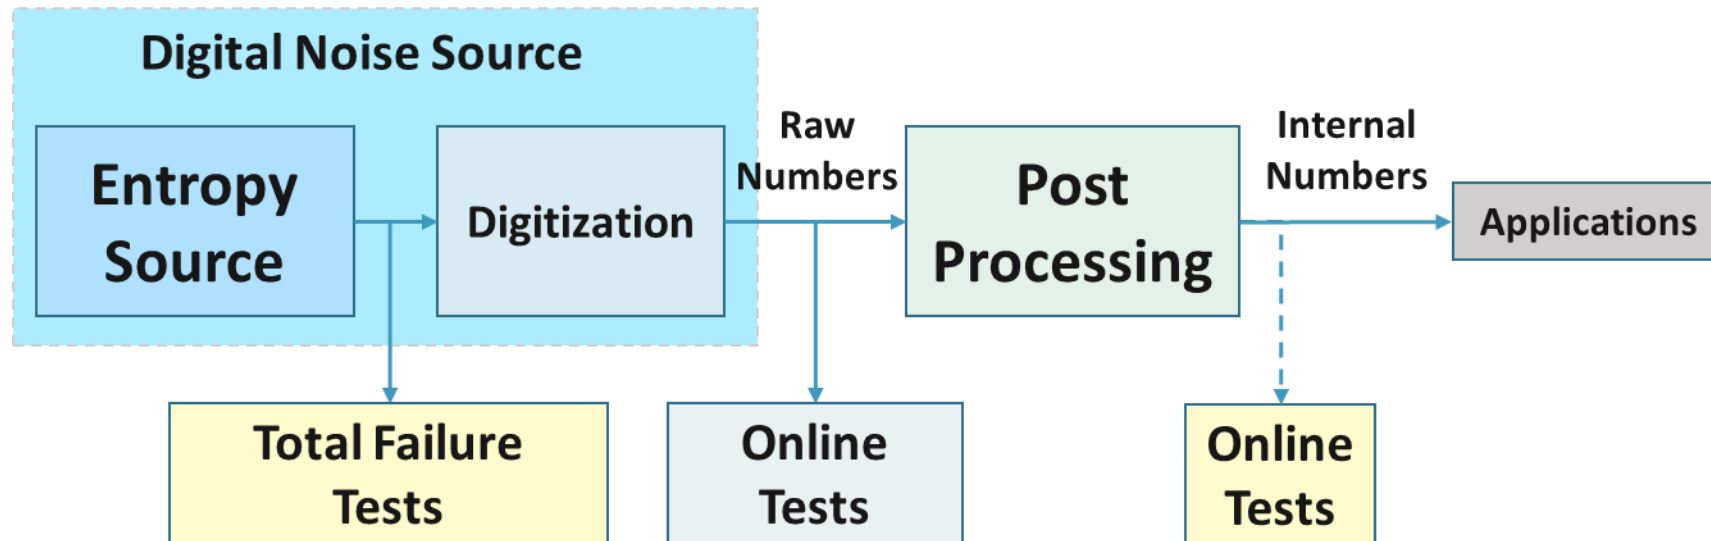 Digital Noise Source
Entropy
Source
Digitization
Raw
Numbers
Post
Processing
Internal
Numbers
Applications
Total Failure
Tests
Online
Tests
Online
Tests